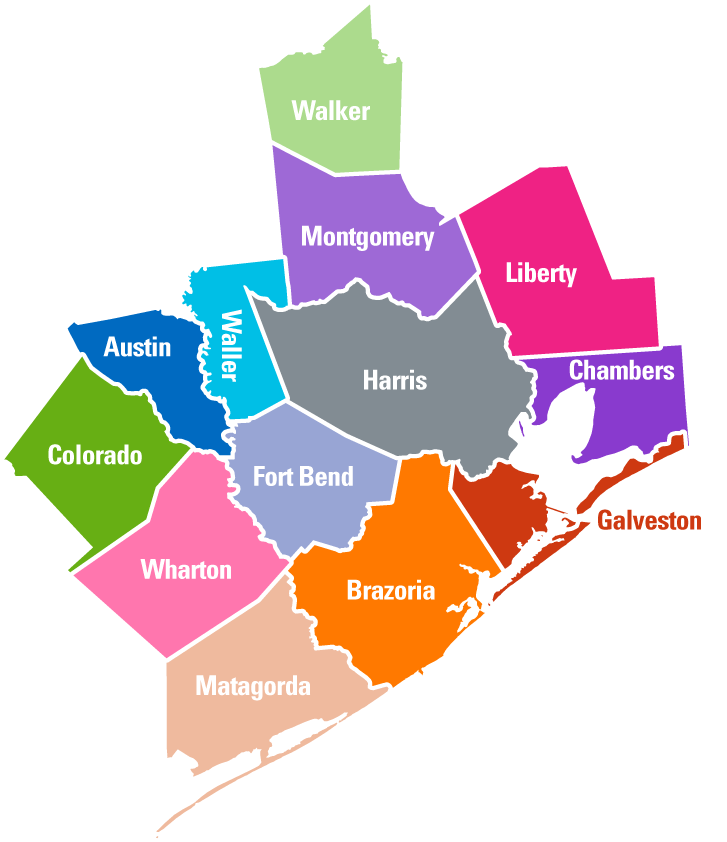 Walker
Montgomery
Liberty
Waller
Austin
Harris
Chambers
Colorado
Fort Bend
Galveston
Wharton
Brazoria
Matagorda